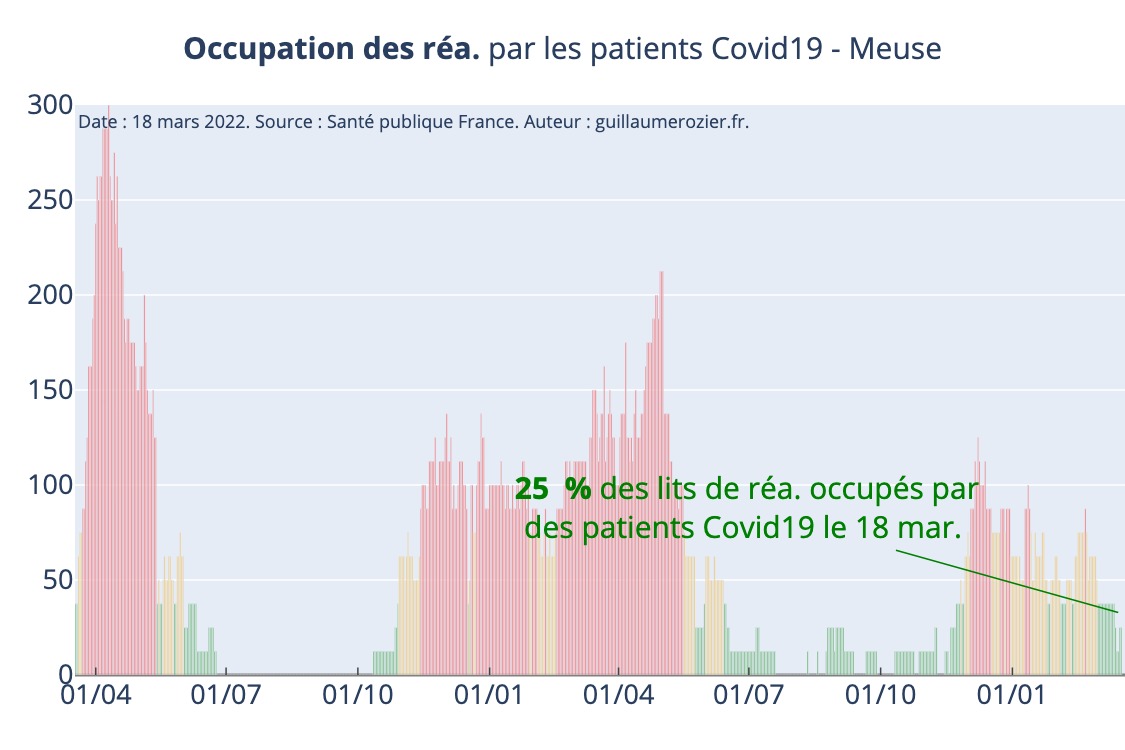 Occupation des réa. par les patients Covid19 - Meuse
300
Date : 18 mars 2022. Source : Santé publique France. Auteur : guillaumerozier.fr.
250
200
150
100
25  % des lits de réa. occupés par
des patients Covid19 le 18 mar.
50
0
01/04 01/07 01/10 01/01 01/04 01/07 01/10 01/01